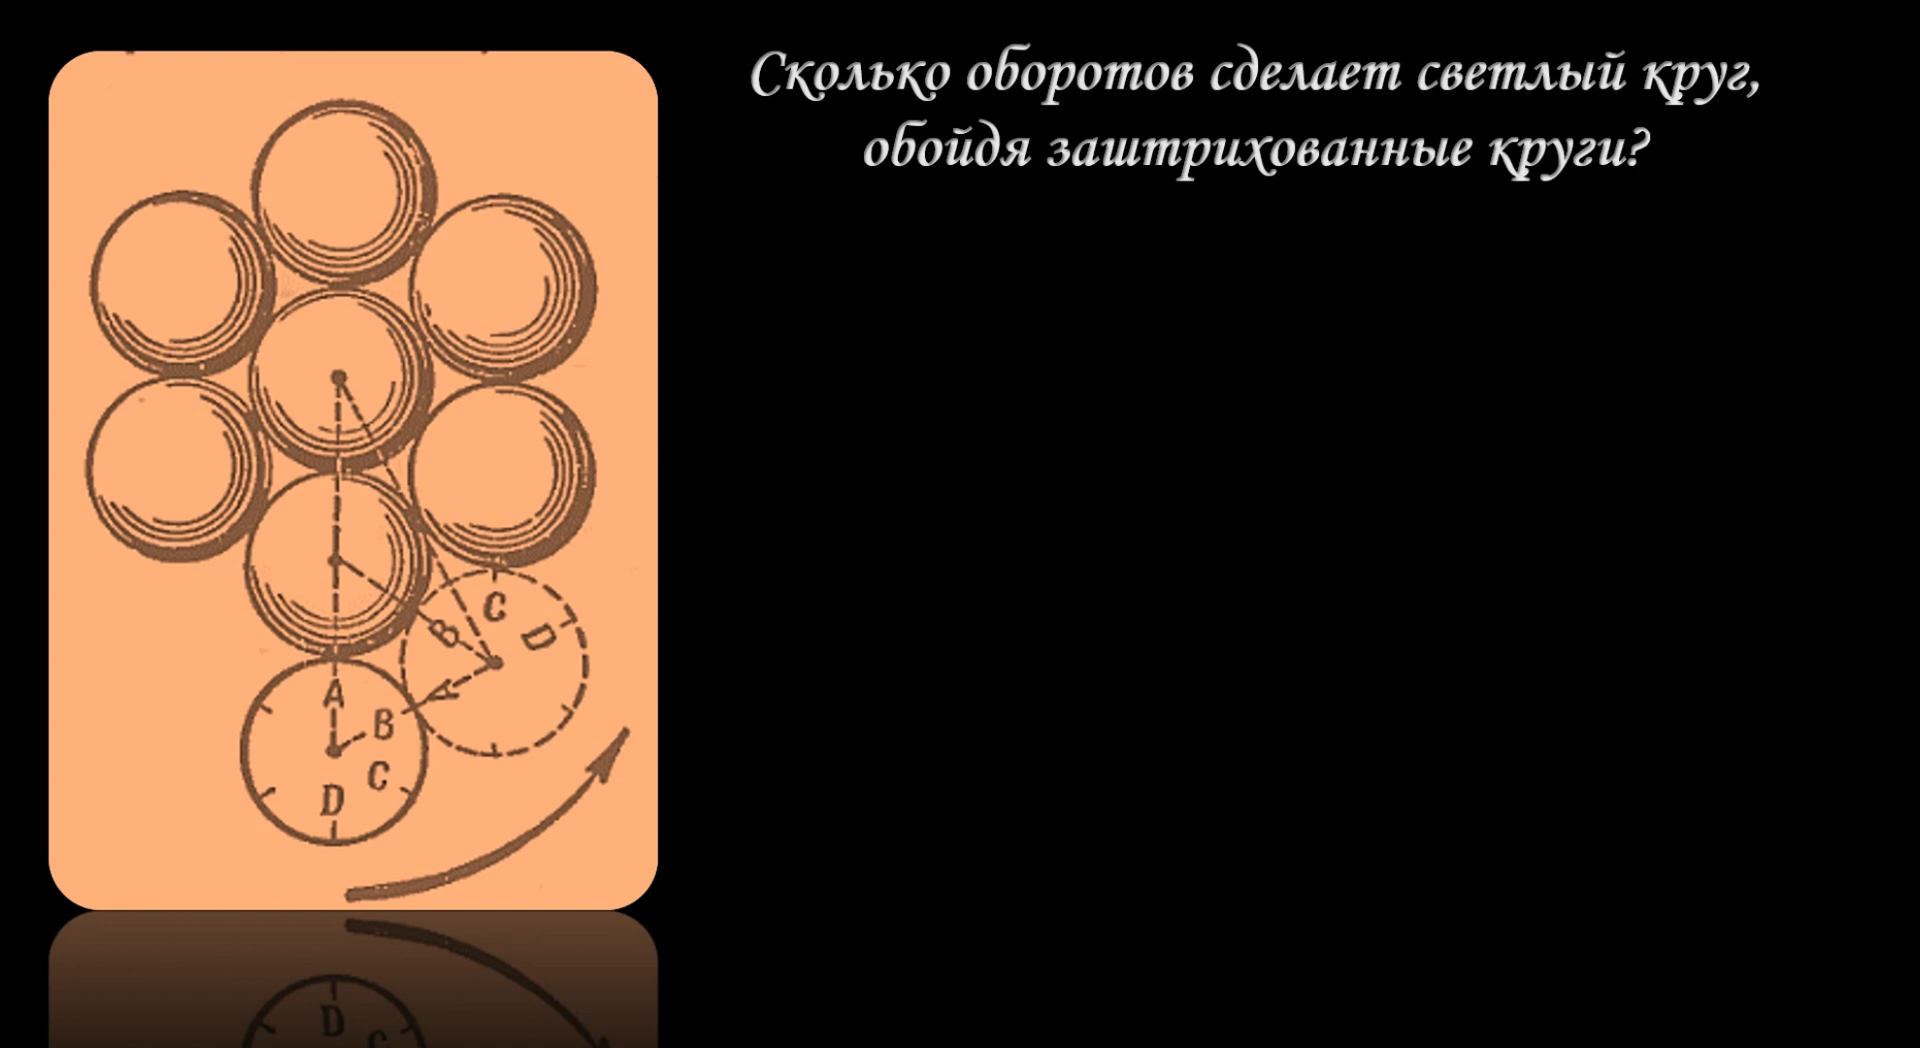 Сколько оборотов сделает светлый круг,
обойдя заштрихованные круги?
C
B D
A
A
B
C
D
D
C